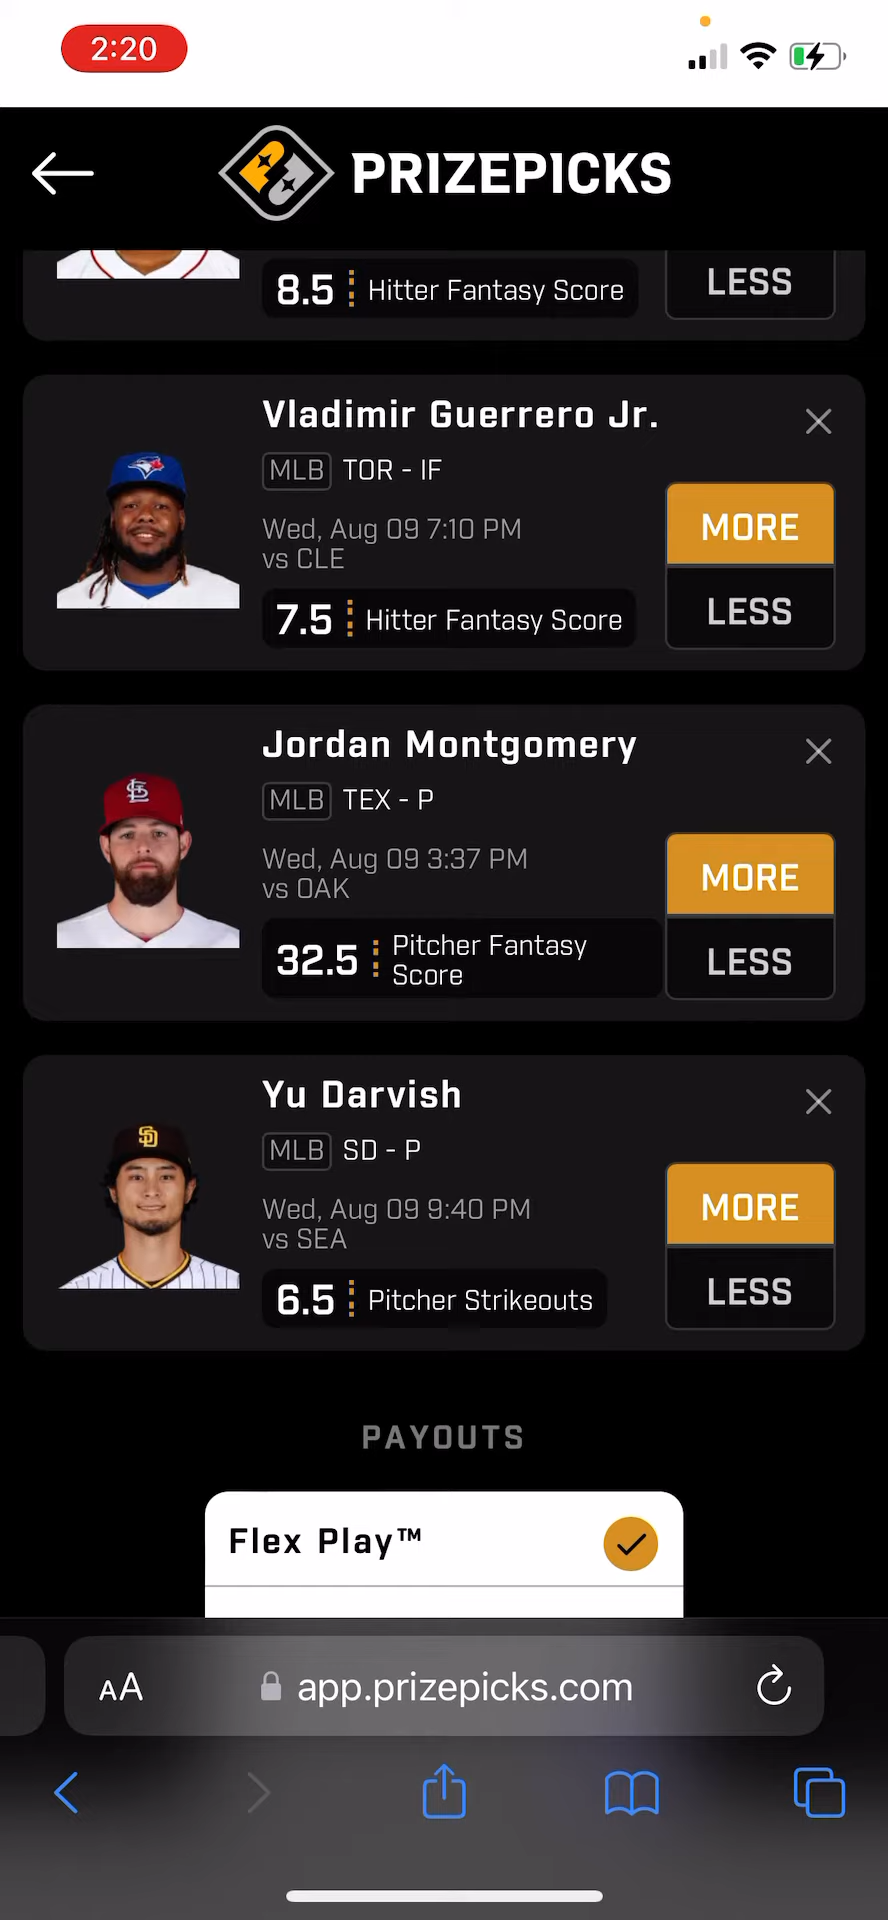 2:20
PRIZEPICKS
8.5 Hitter Fantasy Score
LESS
Vladimir Guerrero Jr.
MLB TOR - IF
Wed, Aug 09 7:10 PM
vs CLE
MORE
7.5 Hitter Fantasy Score
LESS
Jordan Montgomery
MLB TEX - P
Wed, Aug 09 3:37 PM
vs OAK
MORE
32.5 Pitcher Fantasy
Score
LESS
Yu Darvish
MLB SD - P
Wed, Aug 09 9:40 PM
vs SEA
MORE
6.5 Pitcher Strikeouts
LESS
PAYOUTS
Flex Play™
AA app.prizepicks.com